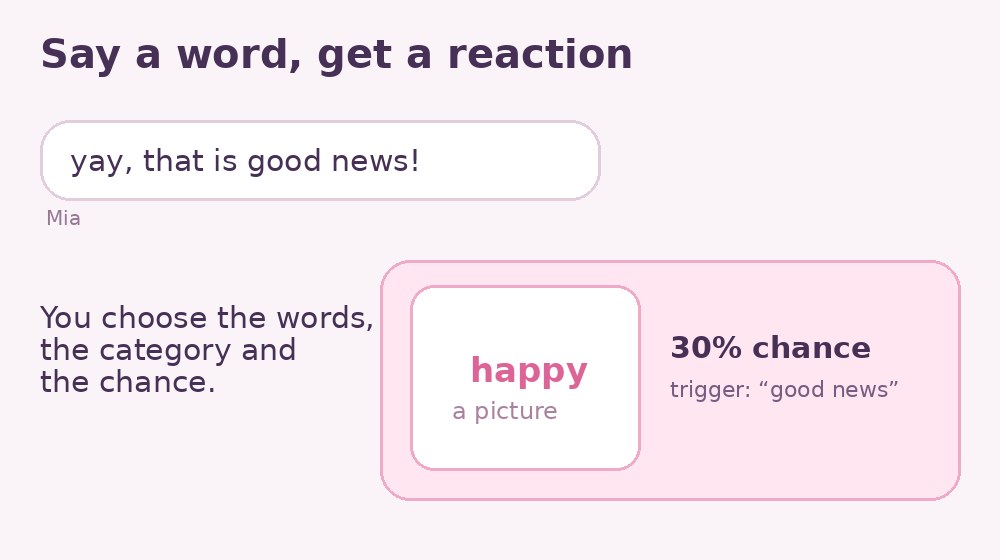 Say a word, get a reaction
yay, that is good news!
Mia
You choose the words,
the category and
the chance.
happy
a picture
30% chance
trigger: “good news”